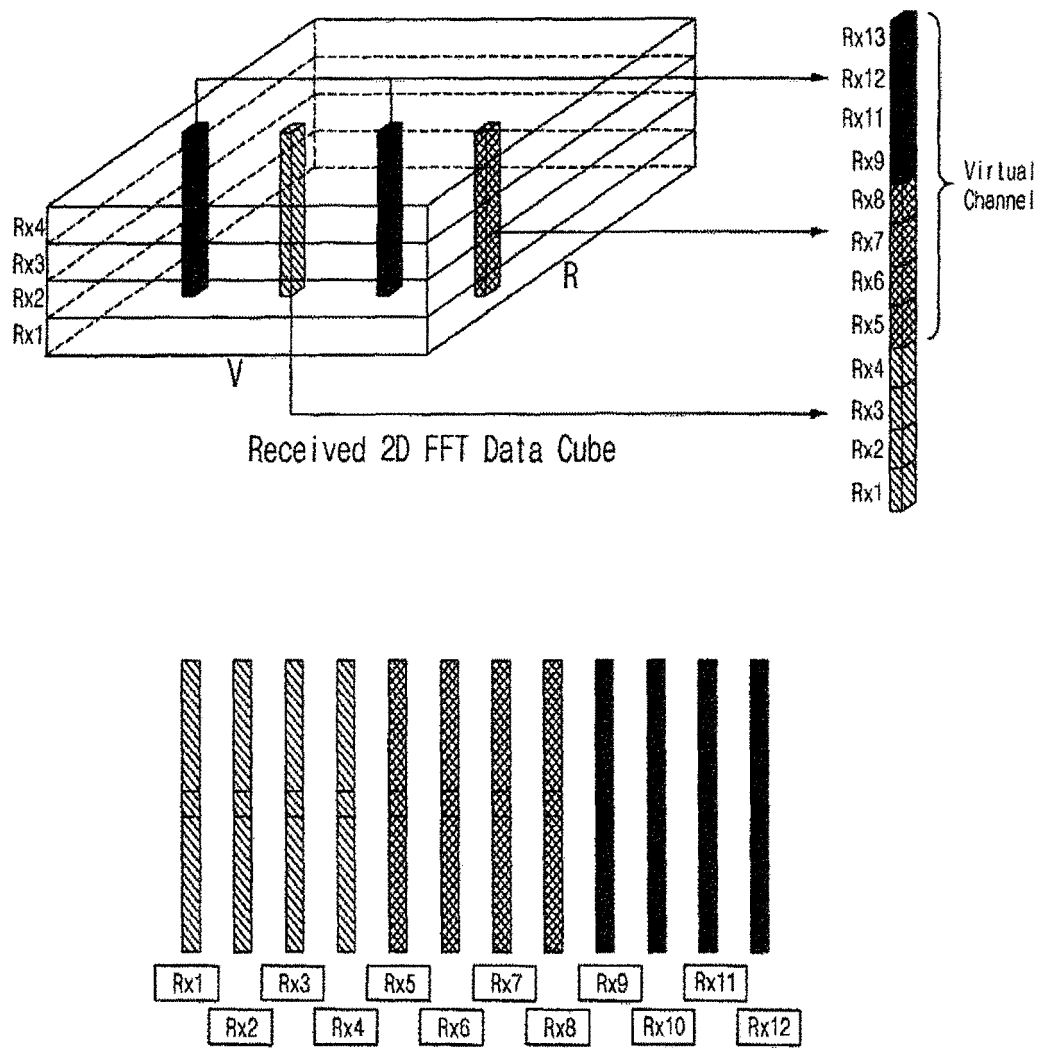 Rx4
Rx3
Rx2
Rx1
V
R
Received 2D FFT Data Cube
Rx13
Rx12
Rx11
Rx9
Rx8
Rx7
Rx6
Rx5
Rx4
Rx3
Rx2
Rx1
Virtual
Channel
Rx1
Rx3
Rx5
Rx7
Rx9
Rx11
Rx2
Rx4
Rx6
Rx8
Rx10
Rx12